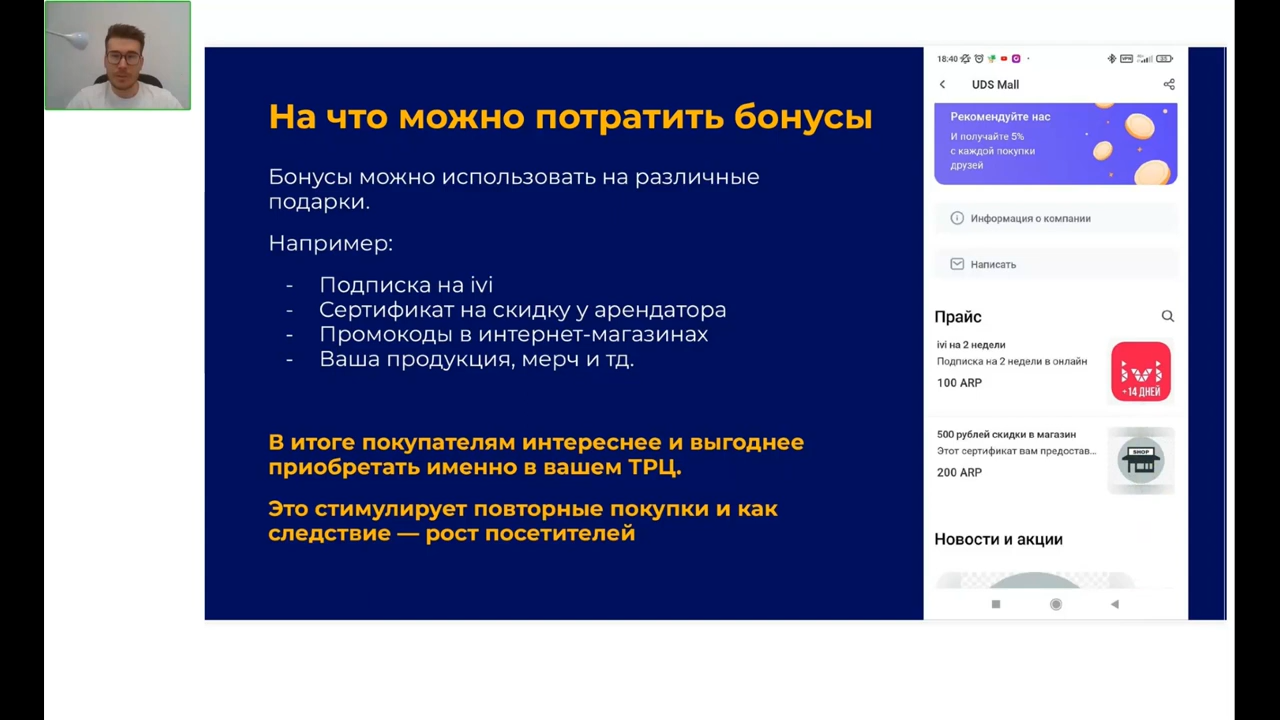 На что можно потратить бонусы
Бонусы можно использовать на различные
подарки.
Например:
- Подписка на ivi
- Сертификат на скидку у арендатора
- Промокоды в интернет-магазинах
- Ваша продукция, мерч и тд.
В итоге покупателям интереснее и выгоднее
приобретать именно в вашем ТРЦ.
Это стимулирует повторные покупки и как
следствие — рост посетителей
18:40
UDS Mall
Рекомендуйте нас
И получайте 5%
с каждой покупки
друзей
Информация о компании
Написать
Прайс
ivi на 2 недели
Подписка на 2 недели в онлайн
100 ARP
ivi
+14 ДНЕЙ
500 рублей скидки в магазин
Этот сертификат вам предостав...
200 ARP
SHOP
Новости и акции